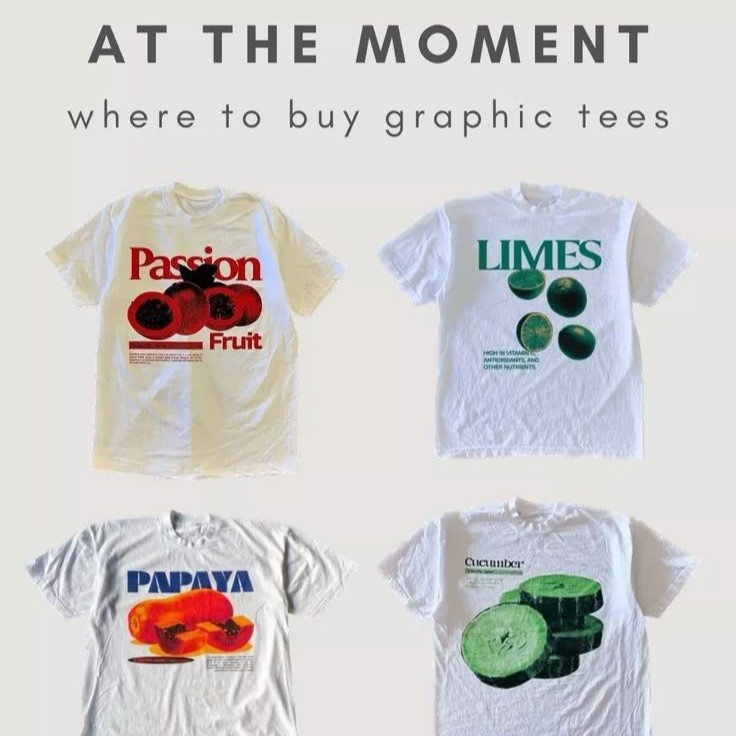 AT THE MOMENT
where to buy graphic tees
Passion
Fruit
LIMES
HIGH IN VITAMIN C,
ANTIOXIDANTS, AND
OTHER NUTRIENTS.
PAPAYA
Cucumber